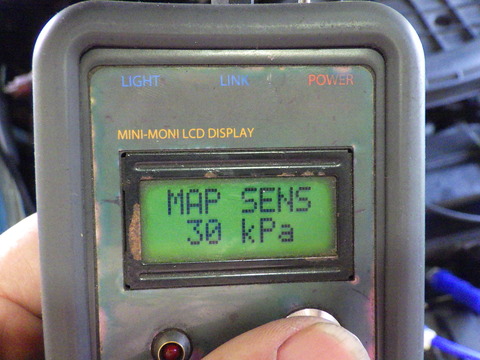 LIGHT LINK POWER
MINI-MONI LCD DISPLAY
MAP SENS
30 kPa